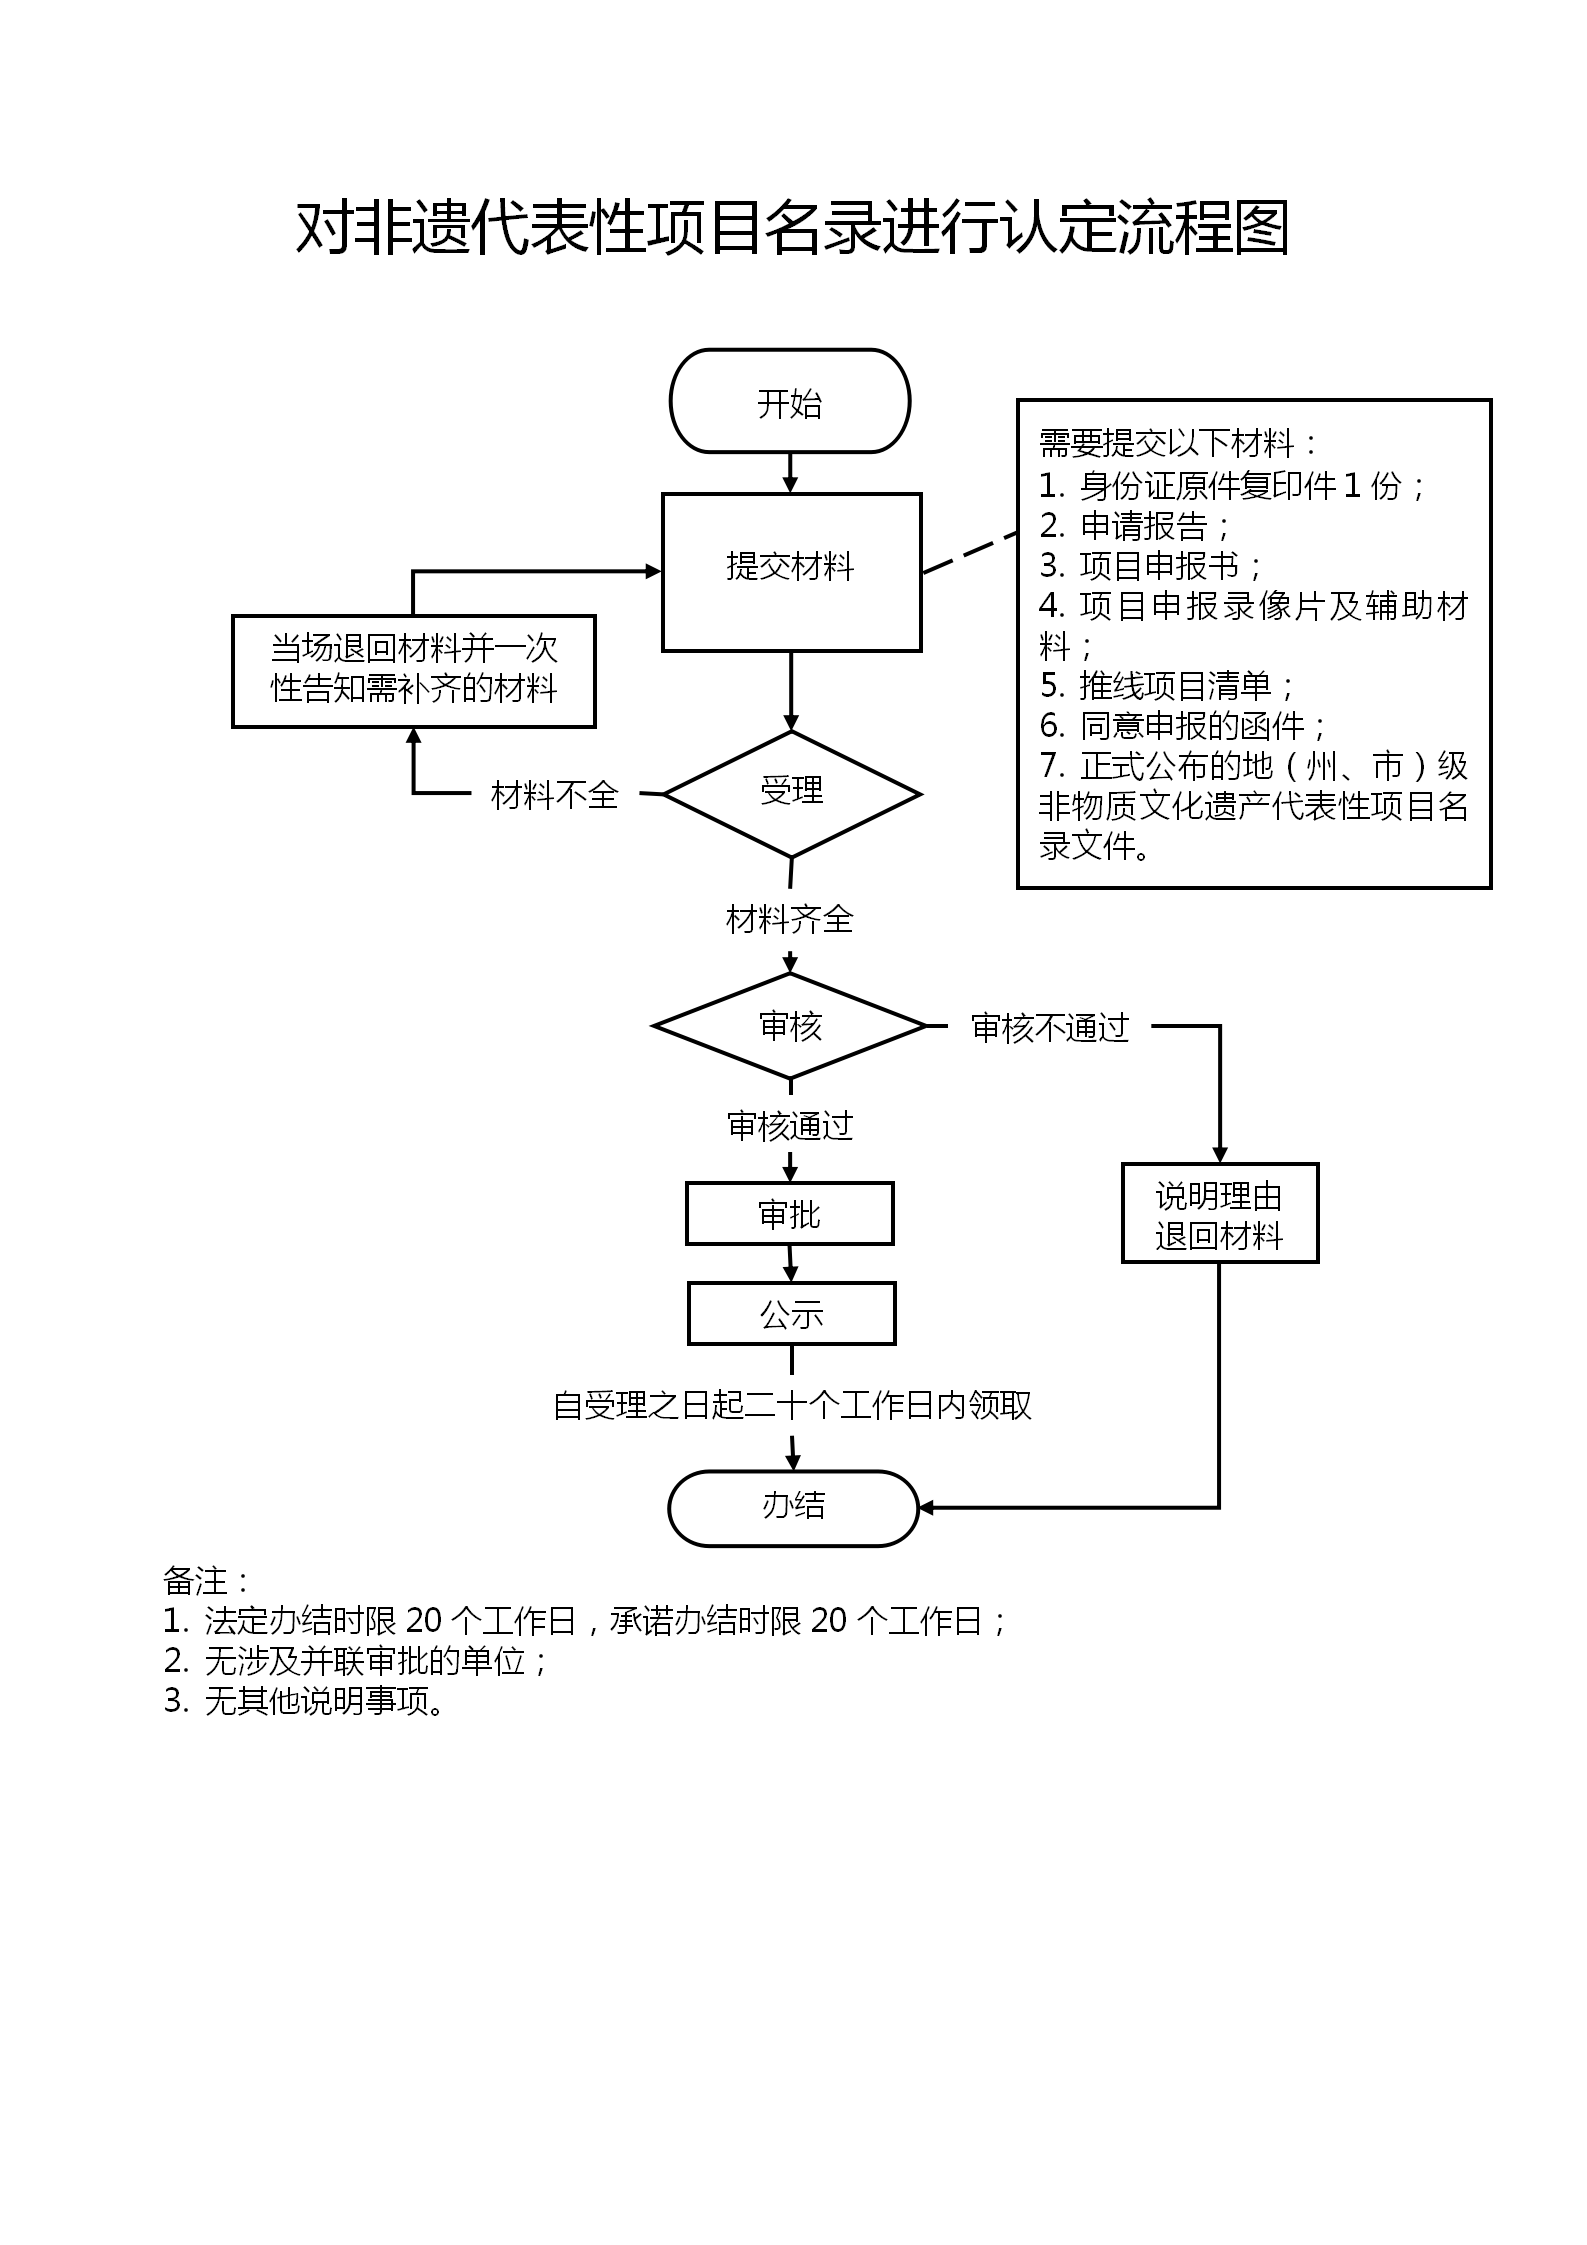 对非遗代表性项目名录进行认定流程图
开始
需要提交以下材料：
1. 身份证原件复印件 1 份；
2. 申请报告；
3. 项目申报书；
4. 项目申报录像片及辅助材
料；
5. 推线项目清单；
6. 同意申报的函件；
7. 正式公布的地（州、市）级
非物质文化遗产代表性项目名
录文件。
提交材料
当场退回材料并一次
性告知需补齐的材料
材料不全
受理
材料齐全
审核
审核不通过
审核通过
审批
说明理由
退回材料
公示
自受理之日起二十个工作日内领取
办结
备注：
1. 法定办结时限 20 个工作日，承诺办结时限 20 个工作日；
2. 无涉及并联审批的单位；
3. 无其他说明事项。